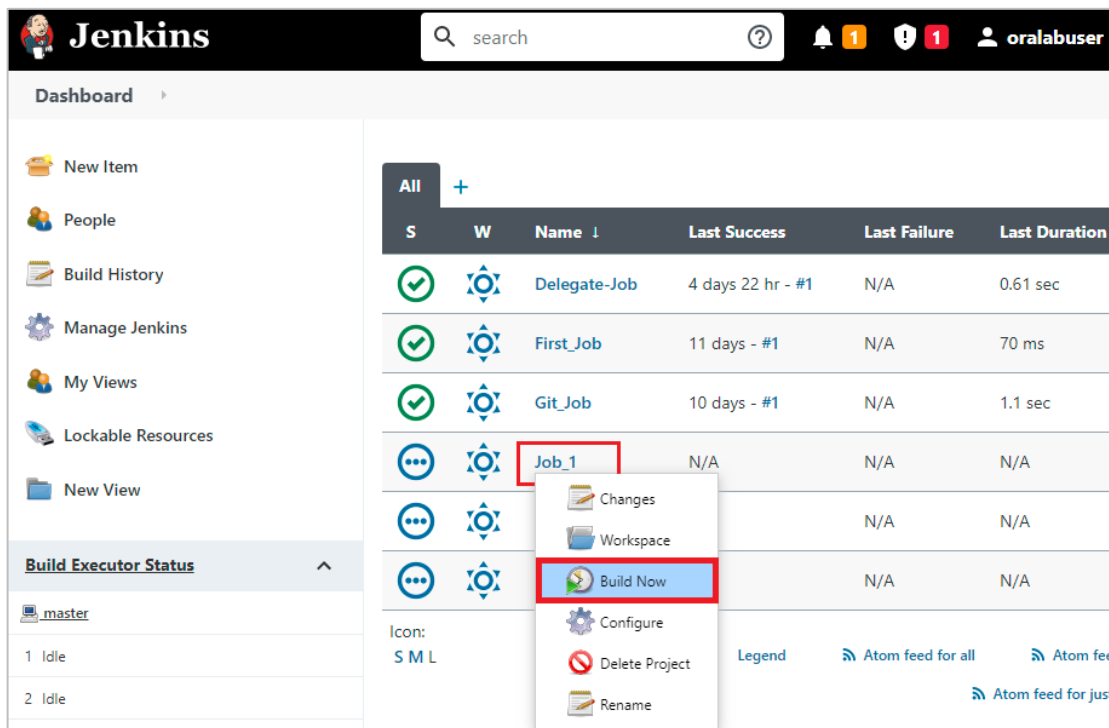 Jenkins
search
1
1
oralabuser
Dashboard
New Item
People
Build History
Manage Jenkins
My Views
Lockable Resources
New View
Build Executor Status
master
1 Idle
2 Idle
All +
S W Name ↓ Last Success Last Failure Last Duration
Delegate-Job 4 days 22 hr - #1 N/A 0.61 sec
First_Job 11 days - #1 N/A 70 ms
Git_Job 10 days - #1 N/A 1.1 sec
Job_1 N/A N/A N/A
N/A N/A
N/A N/A
Changes
Workspace
Build Now
Configure
Delete Project
Rename
Icon:
S M L
Legend Atom feed for all Atom
Atom feed for